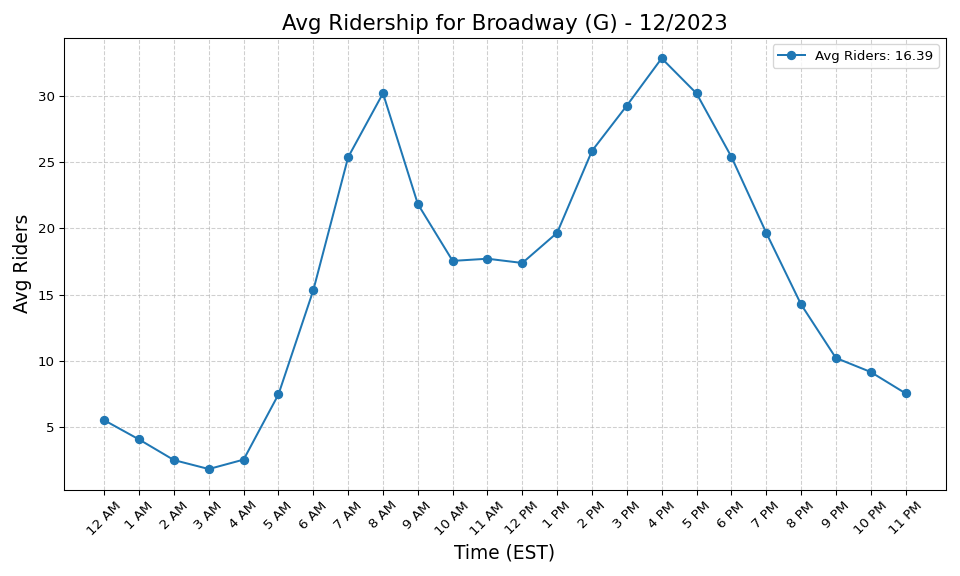 Avg Ridership for Broadway (G) - 12/2023
Avg Riders: 16.39
Avg Riders
30
25
20
15
10
5
12 AM
1 AM
2 AM
3 AM
4 AM
5 AM
6 AM
7 AM
8 AM
9 AM
10 AM
11 AM
12 PM
1 PM
2 PM
3 PM
4 PM
5 PM
6 PM
7 PM
8 PM
9 PM
10 PM
11 PM
Time (EST)